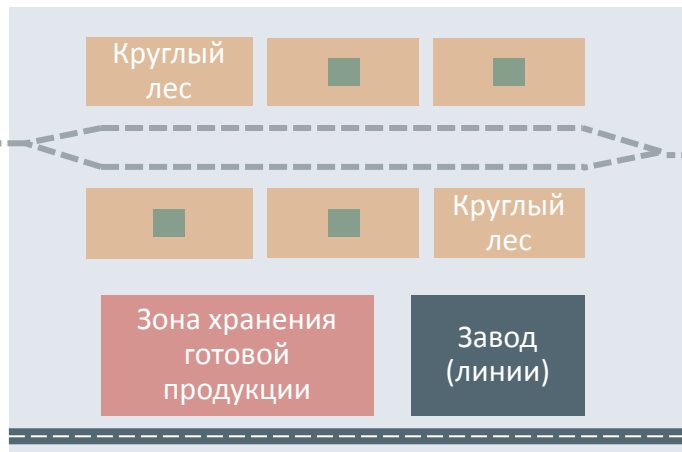 Круглый
лес
Круглый
лес
Зона хранения
готовой
продукции
Завод
(линии)